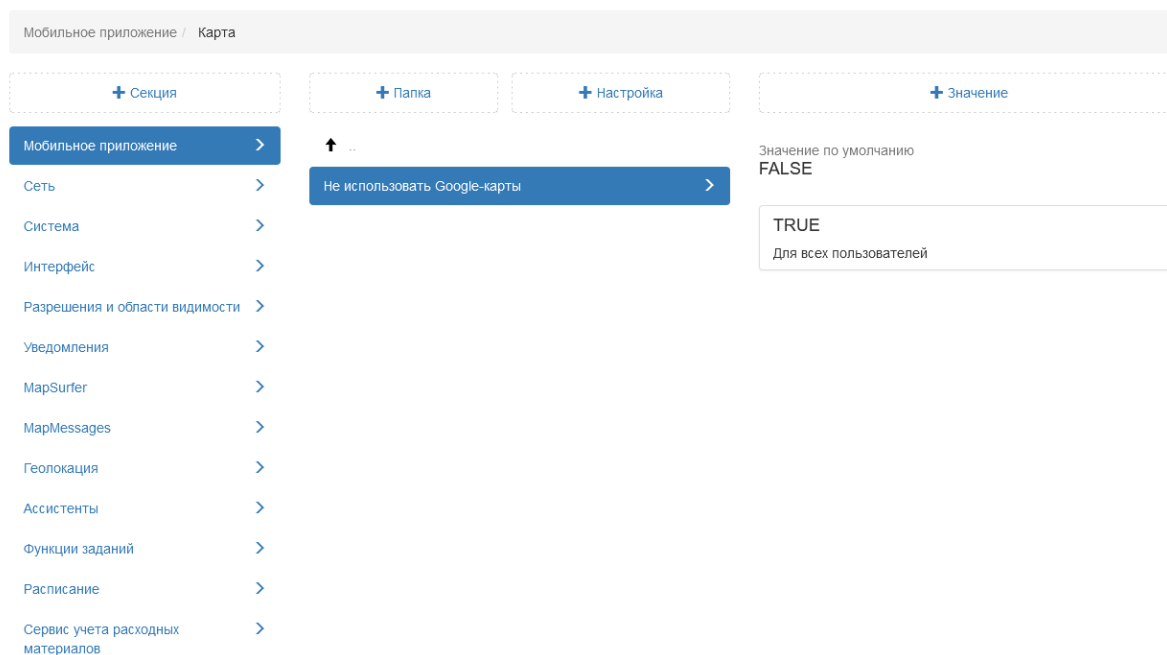 Мобильное приложение / Карта
+ Секция
+ Папка
+ Настройка
+ Значение
Мобильное приложение
Сеть
Система
Интерфейс
Разрешения и области видимости
Уведомления
MapSurfer
MapMessages
Геолокация
Ассистенты
Функции заданий
Расписание
Сервис учета расходных
материалов
..
Не использовать Google-карты
Значение по умолчанию
FALSE
TRUE
Для всех пользователей